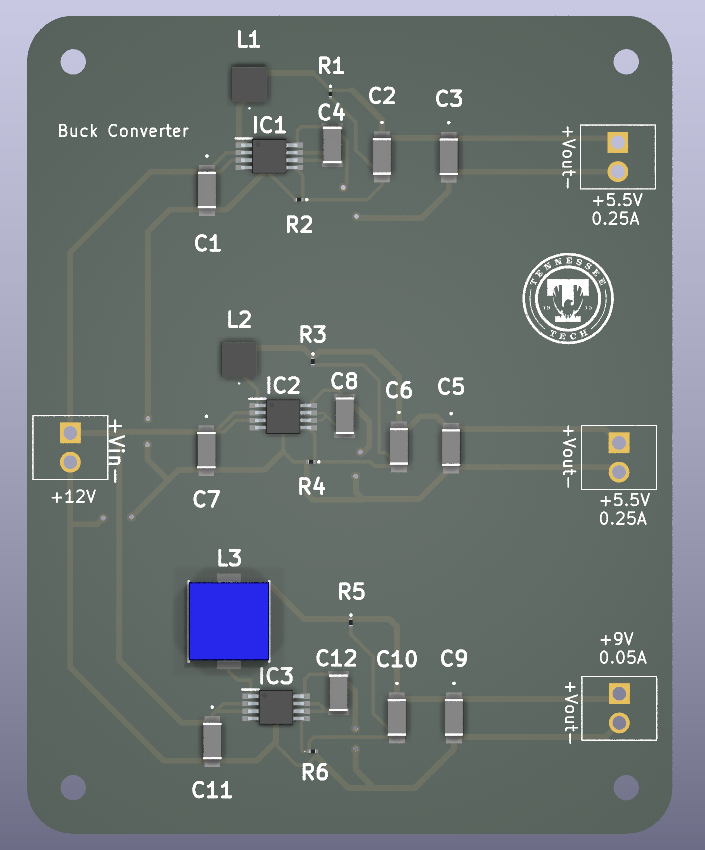 L1
R1
C2
C3
C4
IC1
Buck Converter
+Vout-
+5.5V
0.25A
R2
C1
TENNESSEE
TECH
L2
R3
C8
IC2
C6
C5
+Vin-
+12V
+Vout-
R4
C7
+5.5V
0.25A
L3
R5
+9V
0.05A
C12
C10
C9
IC3
+Vout-
R6
C11